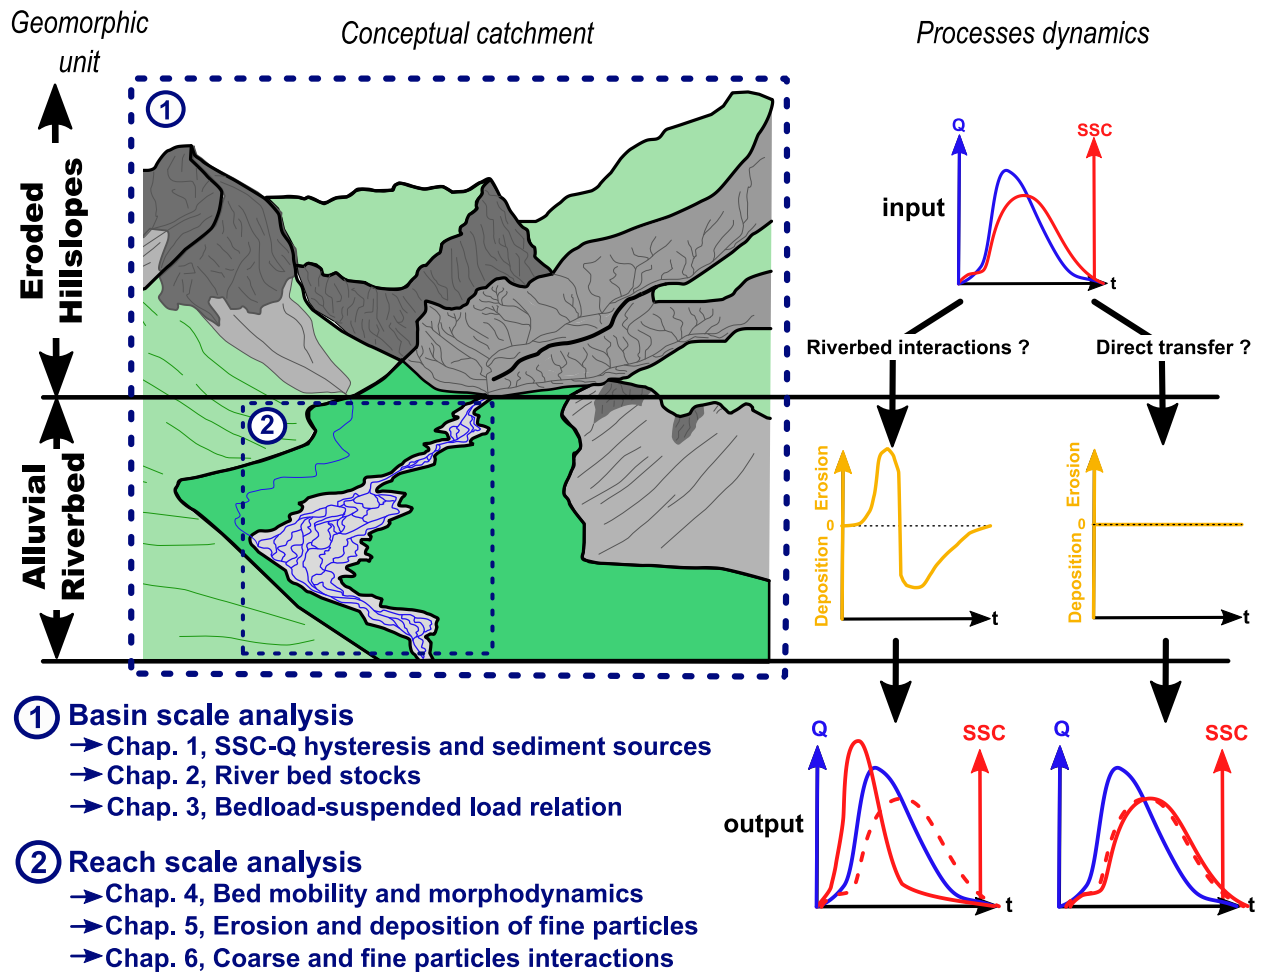 Geomorphic
unit
Conceptual catchment
Processes dynamics
Eroded
Hillslopes
1
Q
SSC
input
t
Riverbed interactions ?
Direct transfer ?
2
Alluvial
Riverbed
Deposition Erosion
0
t
Deposition Erosion
0
t
1 Basin scale analysis
→ Chap. 1, SSC-Q hysteresis and sediment sources
→ Chap. 2, River bed stocks
→ Chap. 3, Bedload-suspended load relation
2 Reach scale analysis
→ Chap. 4, Bed mobility and morphodynamics
→ Chap. 5, Erosion and deposition of fine particles
→ Chap. 6, Coarse and fine particles interactions
output
Q
SSC
t
Q
SSC
t